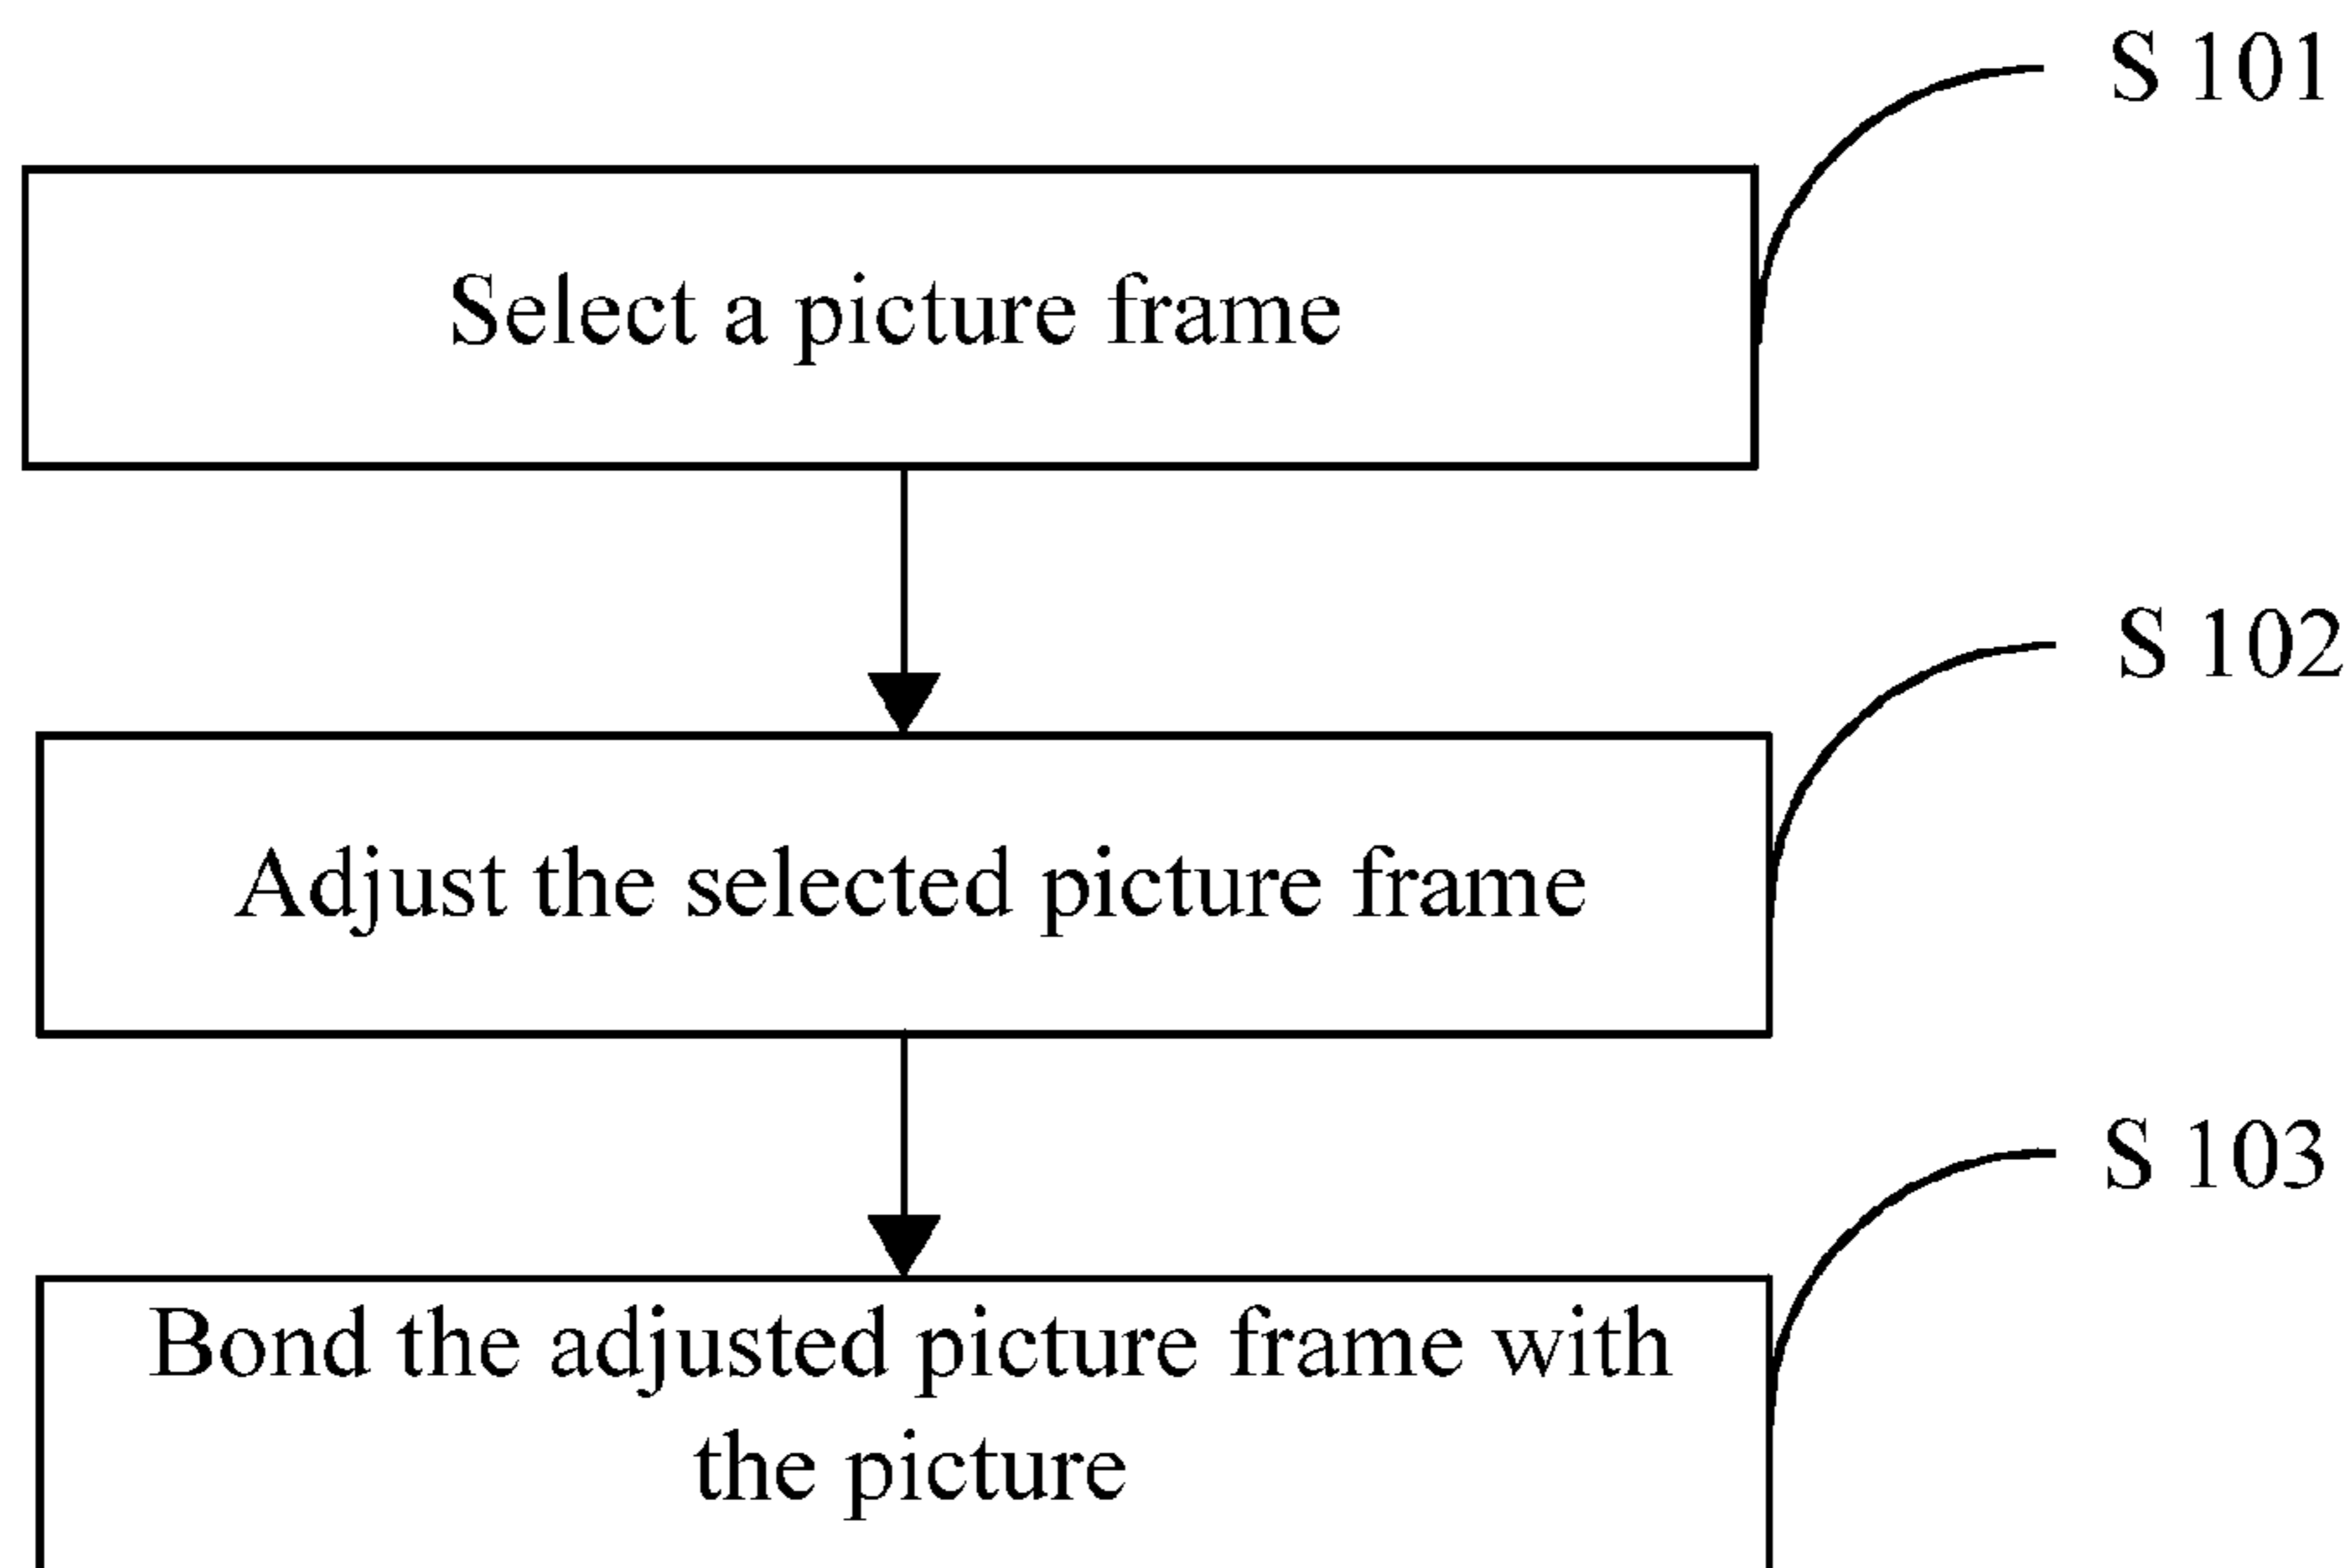 S 101
Select a picture frame
S 102
Adjust the selected picture frame
S 103
Bond the adjusted picture frame with
the picture